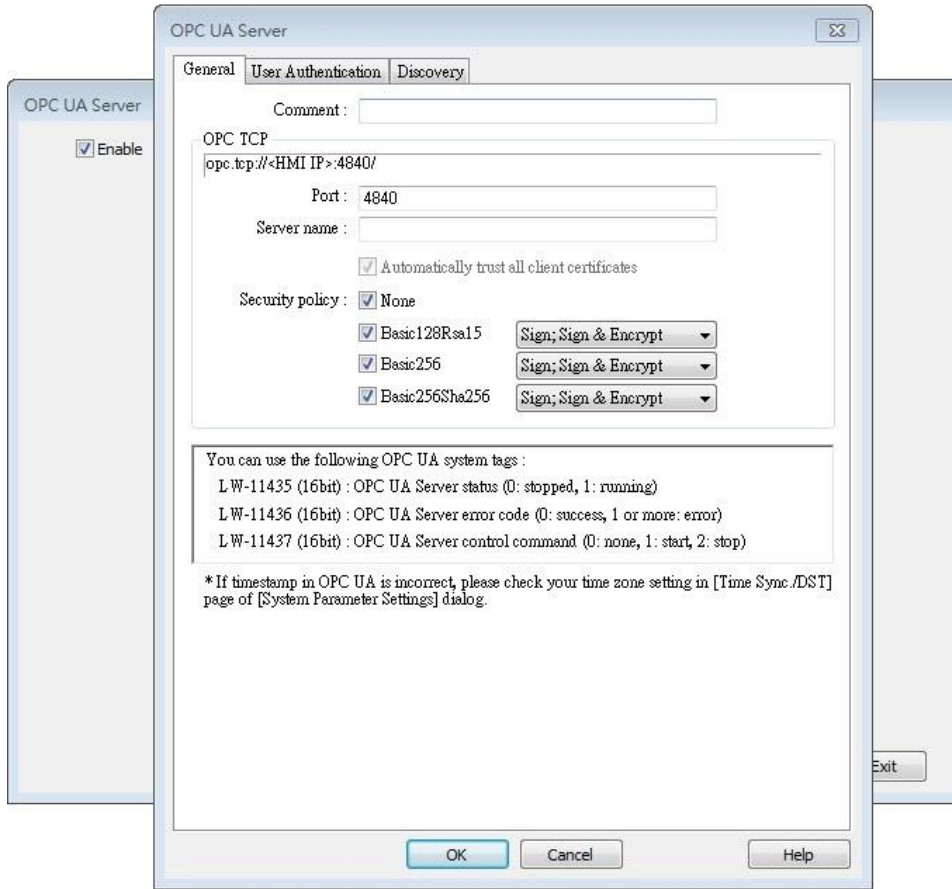 OPC UA Server
General
User Authentication
Discovery
OPC UA Server
Enable
Comment :
OPC TCP
opc.tcp://<HMI IP>:4840/
Port :
4840
Server name :
Automatically trust all client certificates
Security policy :
None
Basic128Rsa15
Sign; Sign & Encrypt
Basic256
Sign; Sign & Encrypt
Basic256Sha256
Sign; Sign & Encrypt
You can use the following OPC UA system tags :
LW-11435 (16bit) : OPC UA Server status (0: stopped, 1: running)
LW-11436 (16bit) : OPC UA Server error code (0: success, 1 or more: error)
LW-11437 (16bit) : OPC UA Server control command (0: none, 1: start, 2: stop)
* If timestamp in OPC UA is incorrect, please check your time zone setting in [Time Sync./DST]
page of [System Parameter Settings] dialog.
Exit
OK
Cancel
Help